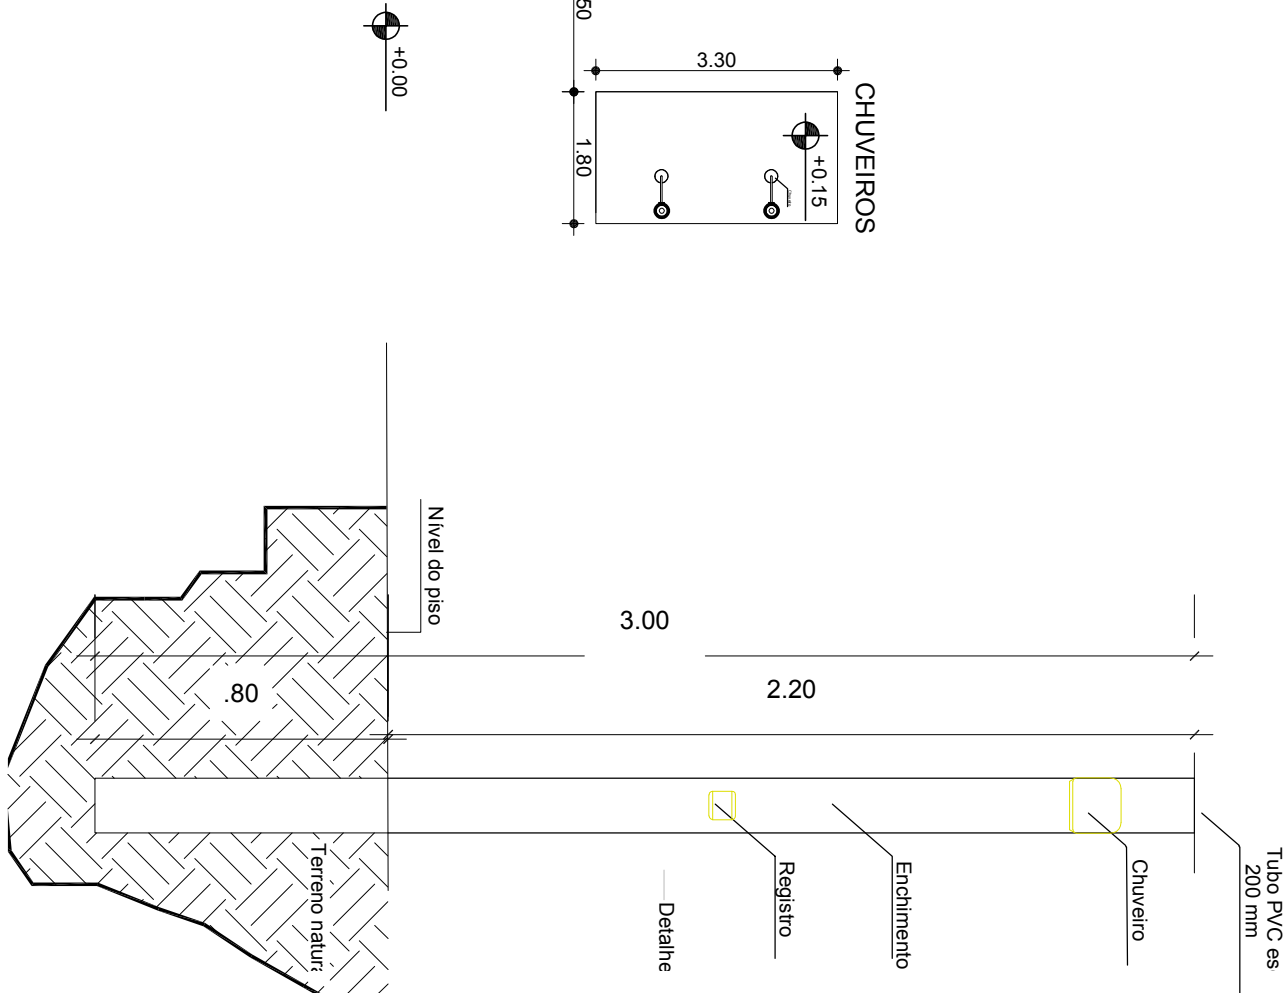 50
+0.00
3.30
CHUVEIROS
1.80
+0.15
Nível do piso
3.00
.80
2.20
Terreno natura
Detalhe
Registro
Enchimento
Chuveiro
Tubo PVC es
200 mm